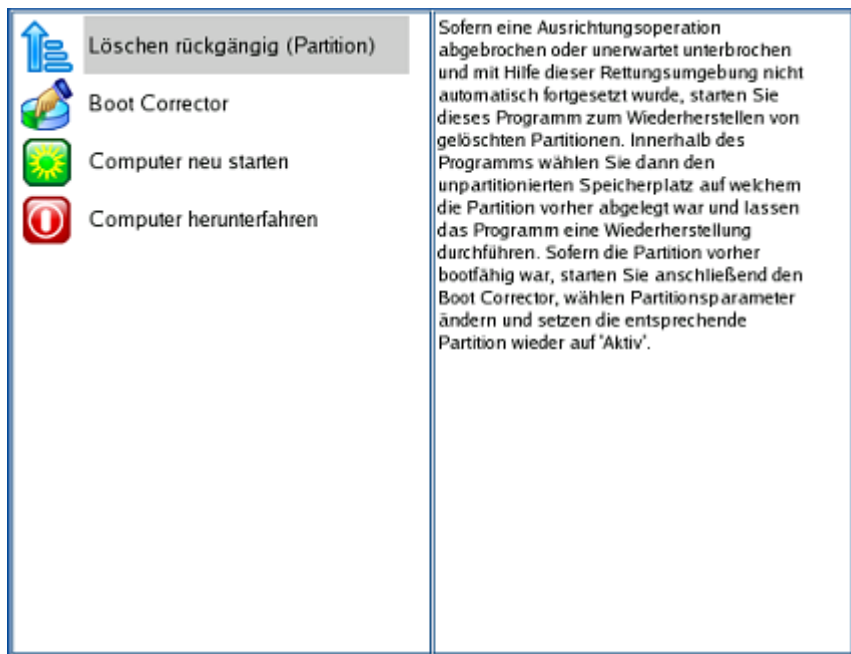 Löschen rückgängig (Partition)
Boot Corrector
Computer neu starten
Computer herunterfahren
Sofern eine Ausrichtungsoperation
abgebrochen oder unerwartet unterbrochen
und mit Hilfe dieser Rettungsumgebung nicht
automatisch fortgesetzt wurde, starten Sie
dieses Programm zum Wiederherstellen von
gelöschten Partitionen. Innerhalb des
Programms wählen Sie dann den
unpartitionierten Speicherplatz auf welchem
die Partition vorher abgelegt war und lassen
das Programm eine Wiederherstellung
durchführen. Sofern die Partition vorher
bootfähig war, starten Sie anschließend den
Boot Corrector, wählen Partitionsparameter
ändern und setzen die entsprechende
Partition wieder auf 'Aktiv'.